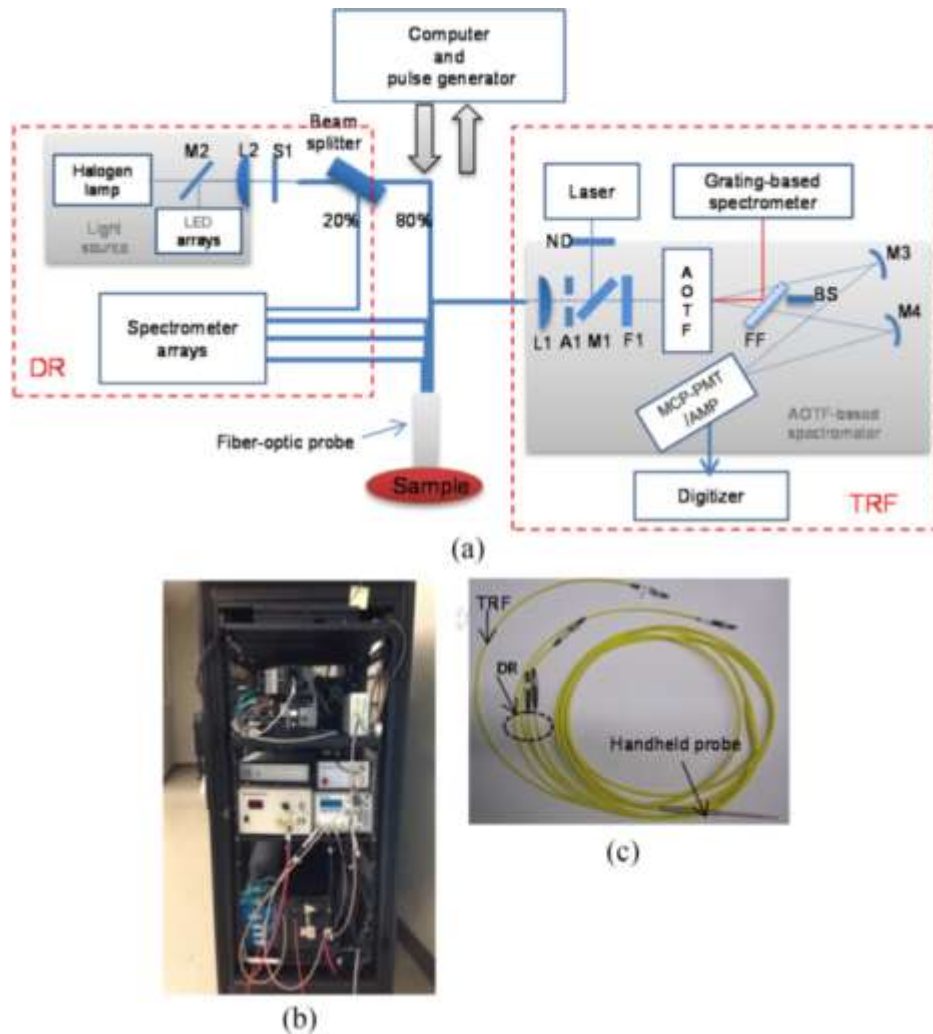 Computer
and
pulse generator
Beam
splitter
M2
L2
S1
Halogen
lamp
LED
arrays
Light
source
20%
80%
Spectrometer
arrays
DR
Fiber-optic probe
Sample
Laser
Grating-based
spectrometer
ND
AOTF
M3
BS
M4
L1
A1
M1
F1
FF
MCP-PMT
/AMP
AOTF-based
spectrometer
Digitizer
TRF
(a)
TRF
DR
Handheld probe
(b)
(c)